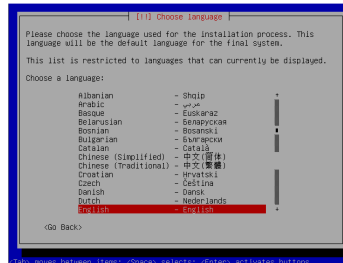 [!!] Choose language
Please choose the language used for the installation process. This
language will be the default language for the final system.
This list is restricted to languages that can currently be displayed.
Choose a language:
Albanian - Shqip
Arabic - عربي
Basque - Euskaraz
Belarusian - Беларуская
Bosnian - Bosanski
Bulgarian - Български
Catalan - Català
Chinese (Simplified) - 中文(简体)
Chinese (Traditional) - 中文(繁體)
Croatian - Hrvatski
Czech - Čeština
Danish - Dansk
Dutch - Nederlands
English - English
<Go Back>
<Tab> moves between items; <Space> selects; <Enter> activates buttons